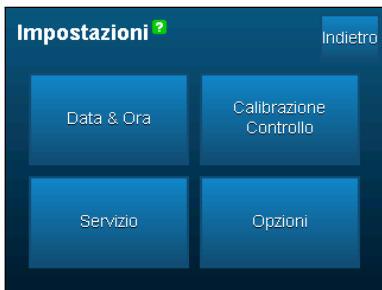 Impostazioni ?
Indietro
Data & Ora
Calibrazione
Controllo
Servizio
Opzioni